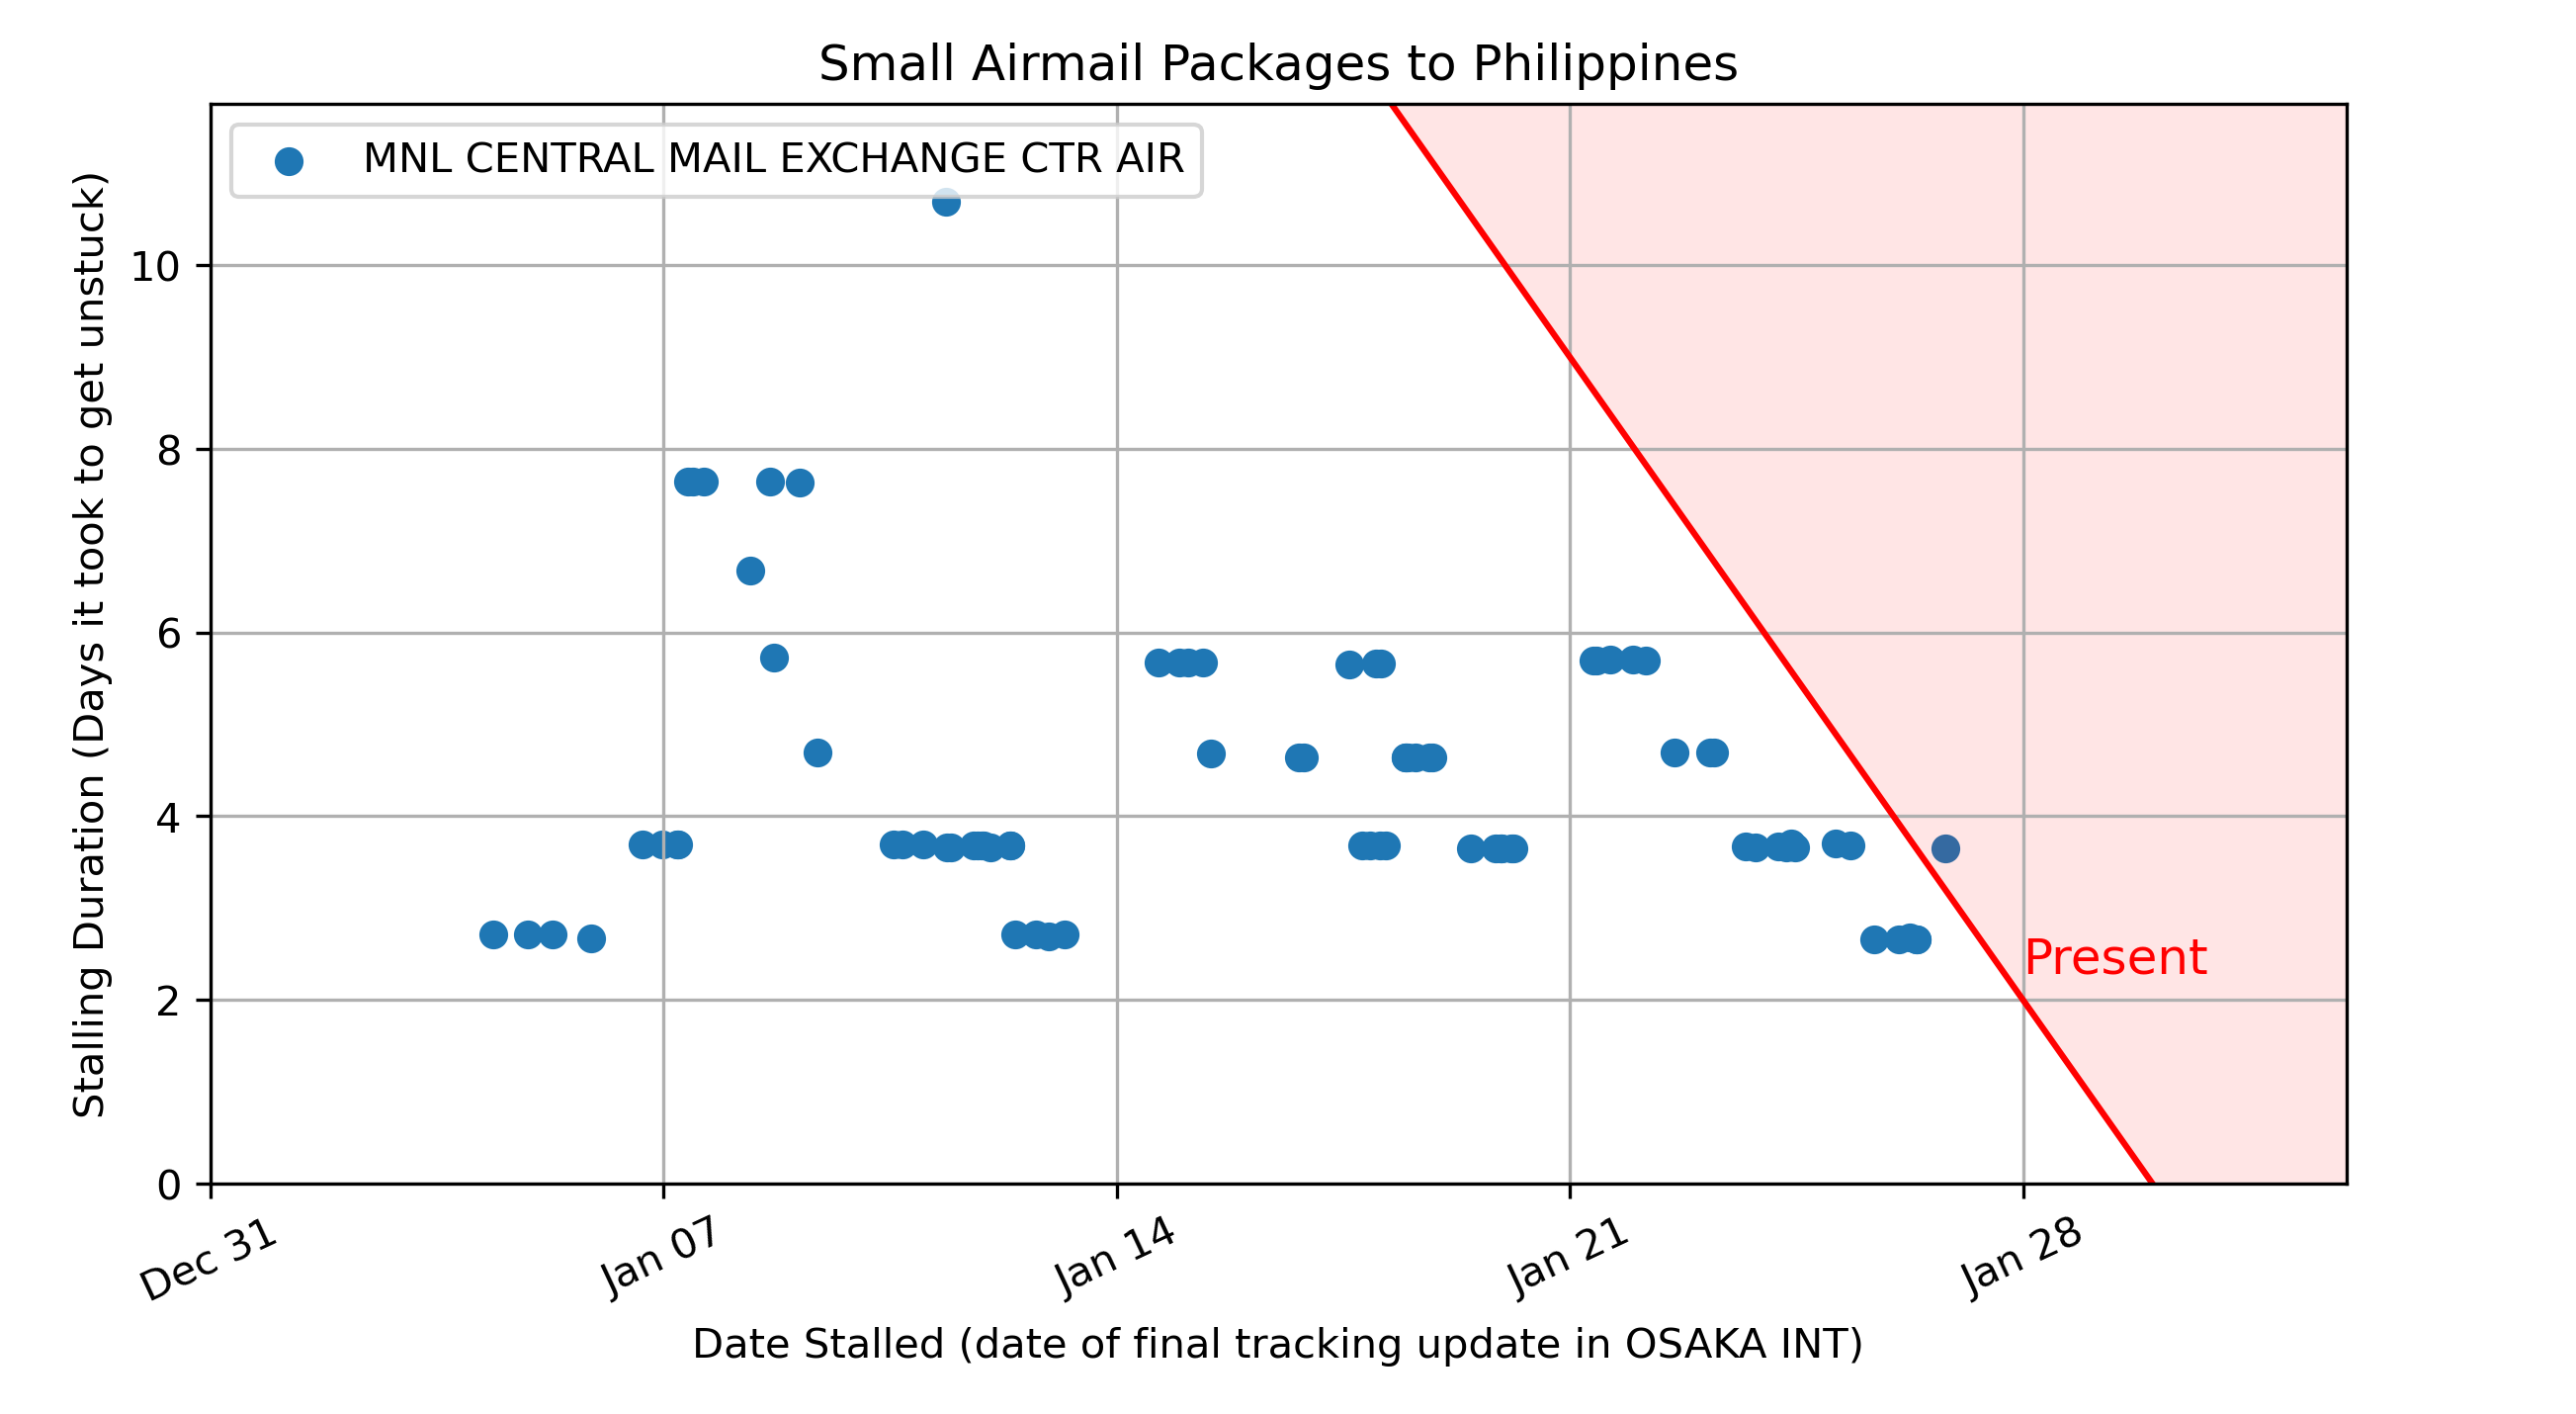 Small Airmail Packages to Philippines
MNL CENTRAL MAIL EXCHANGE CTR AIR
Stalling Duration (Days it took to get unstuck)
10
8
6
4
2
0
Present
Dec 31
Jan 07
Jan 14
Jan 21
Jan 28
Date Stalled (date of final tracking update in OSAKA INT)